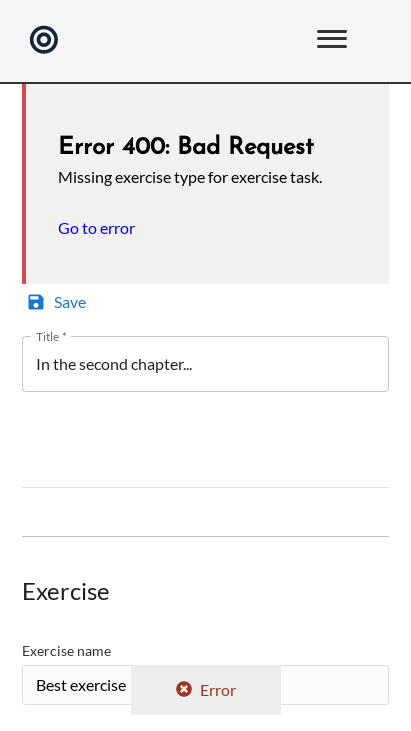 Error 400: Bad Request
Missing exercise type for exercise task.
Go to error
Save
Title *
In the second chapter...
Exercise
Exercise name
Best exercise
Error